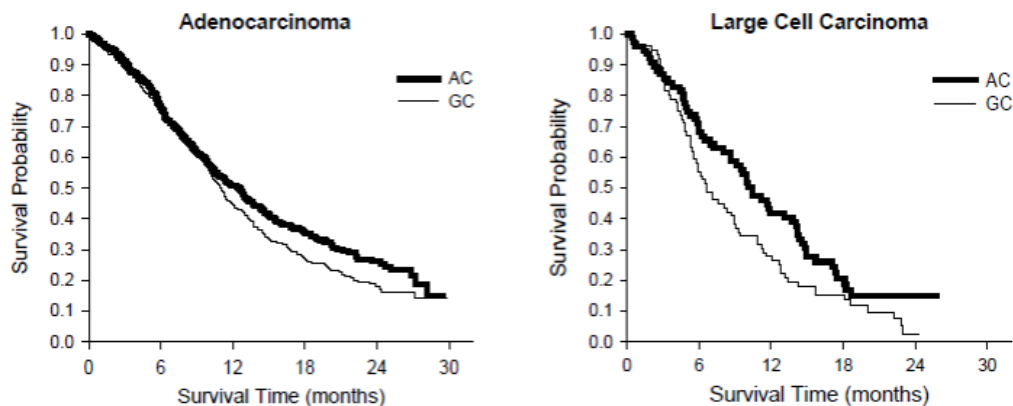 Adenocarcinoma
1.0
0.9
0.8
0.7
0.6
0.5
0.4
0.3
0.2
0.1
0.0
Survival Probability
AC
GC
0 6 12 18 24 30
Survival Time (months)
Large Cell Carcinoma
1.0
0.9
0.8
0.7
0.6
0.5
0.4
0.3
0.2
0.1
0.0
Survival Probability
AC
GC
0 6 12 18 24 30
Survival Time (months)